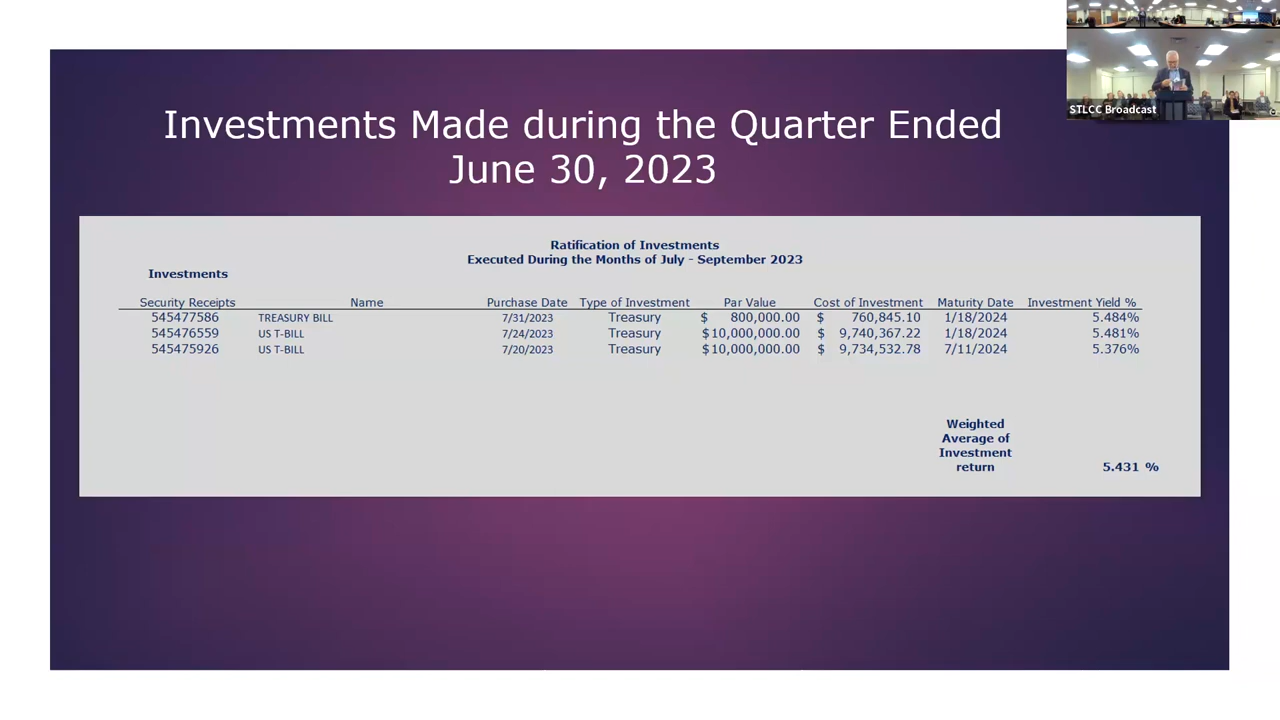 Investments Made during the Quarter Ended
June 30, 2023
STLCC Broadcast
Ratification of Investments
Executed During the Months of July - September 2023
Investments
Security Receipts Name Purchase Date Type of Investment Par Value Cost of Investment Maturity Date Investment Yield %
545477586 TREASURY BILL 7/31/2023 Treasury $ 800,000.00 $ 760,845.10 1/18/2024 5.484%
545476559 US T-BILL 7/24/2023 Treasury $10,000,000.00 $ 9,740,367.22 1/18/2024 5.481%
545475926 US T-BILL 7/20/2023 Treasury $10,000,000.00 $ 9,734,532.78 7/11/2024 5.376%
Weighted
Average of
Investment
return 5.431 %